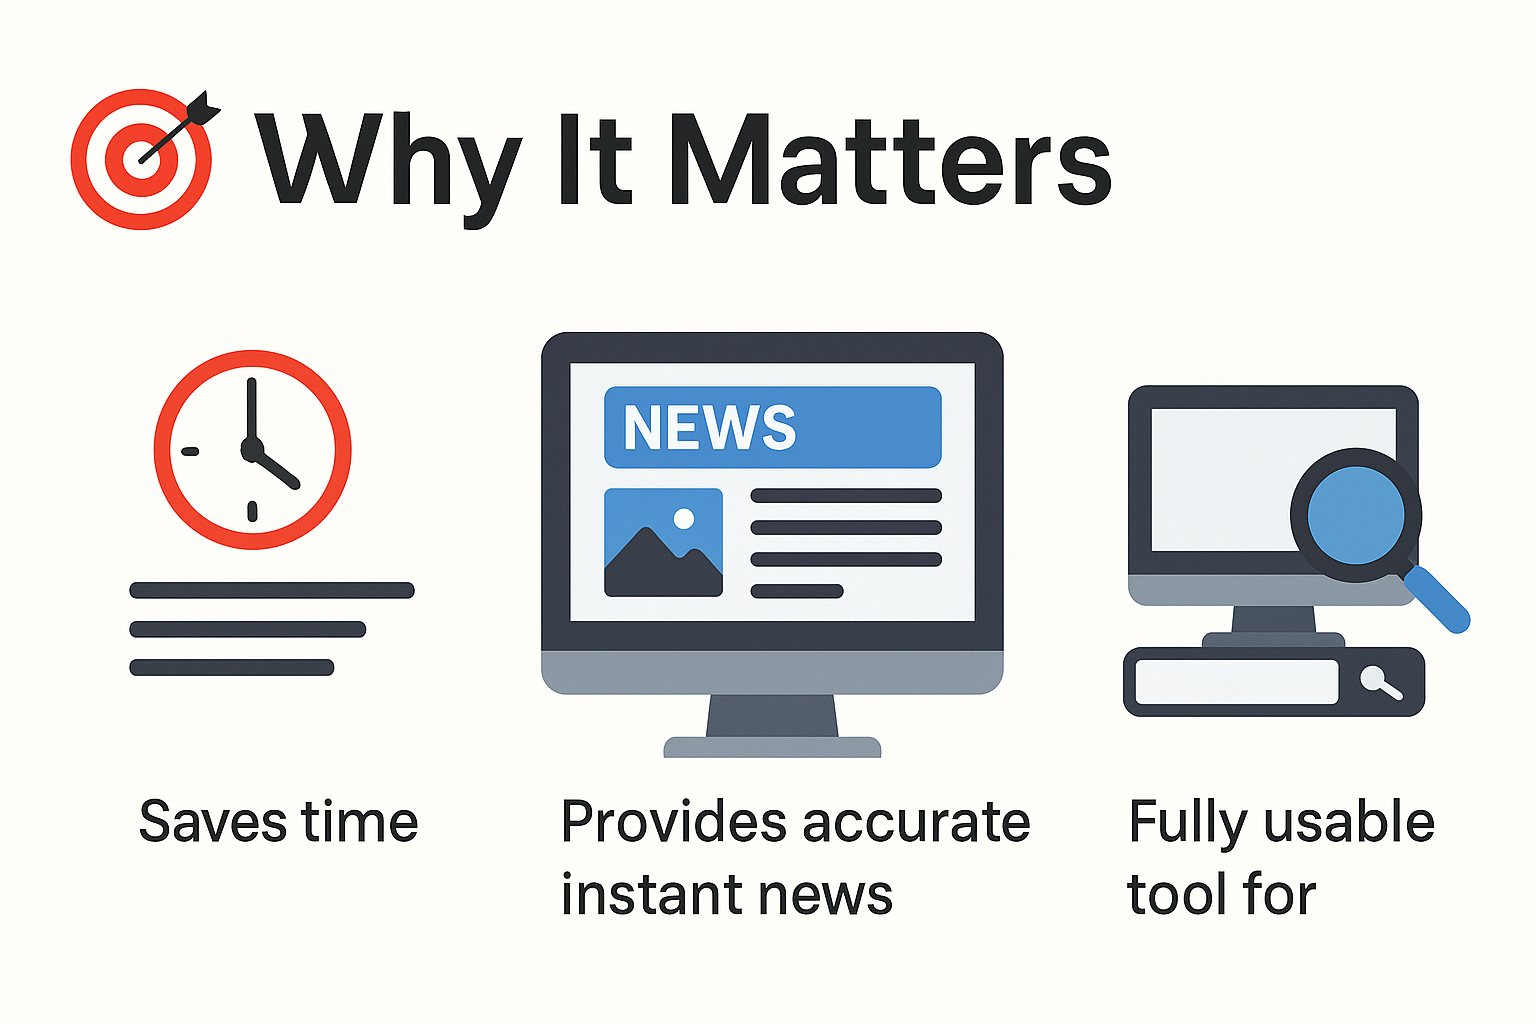 Why It Matters
NEWS
Saves time
Provides accurate
instant news
Fully usable
tool for